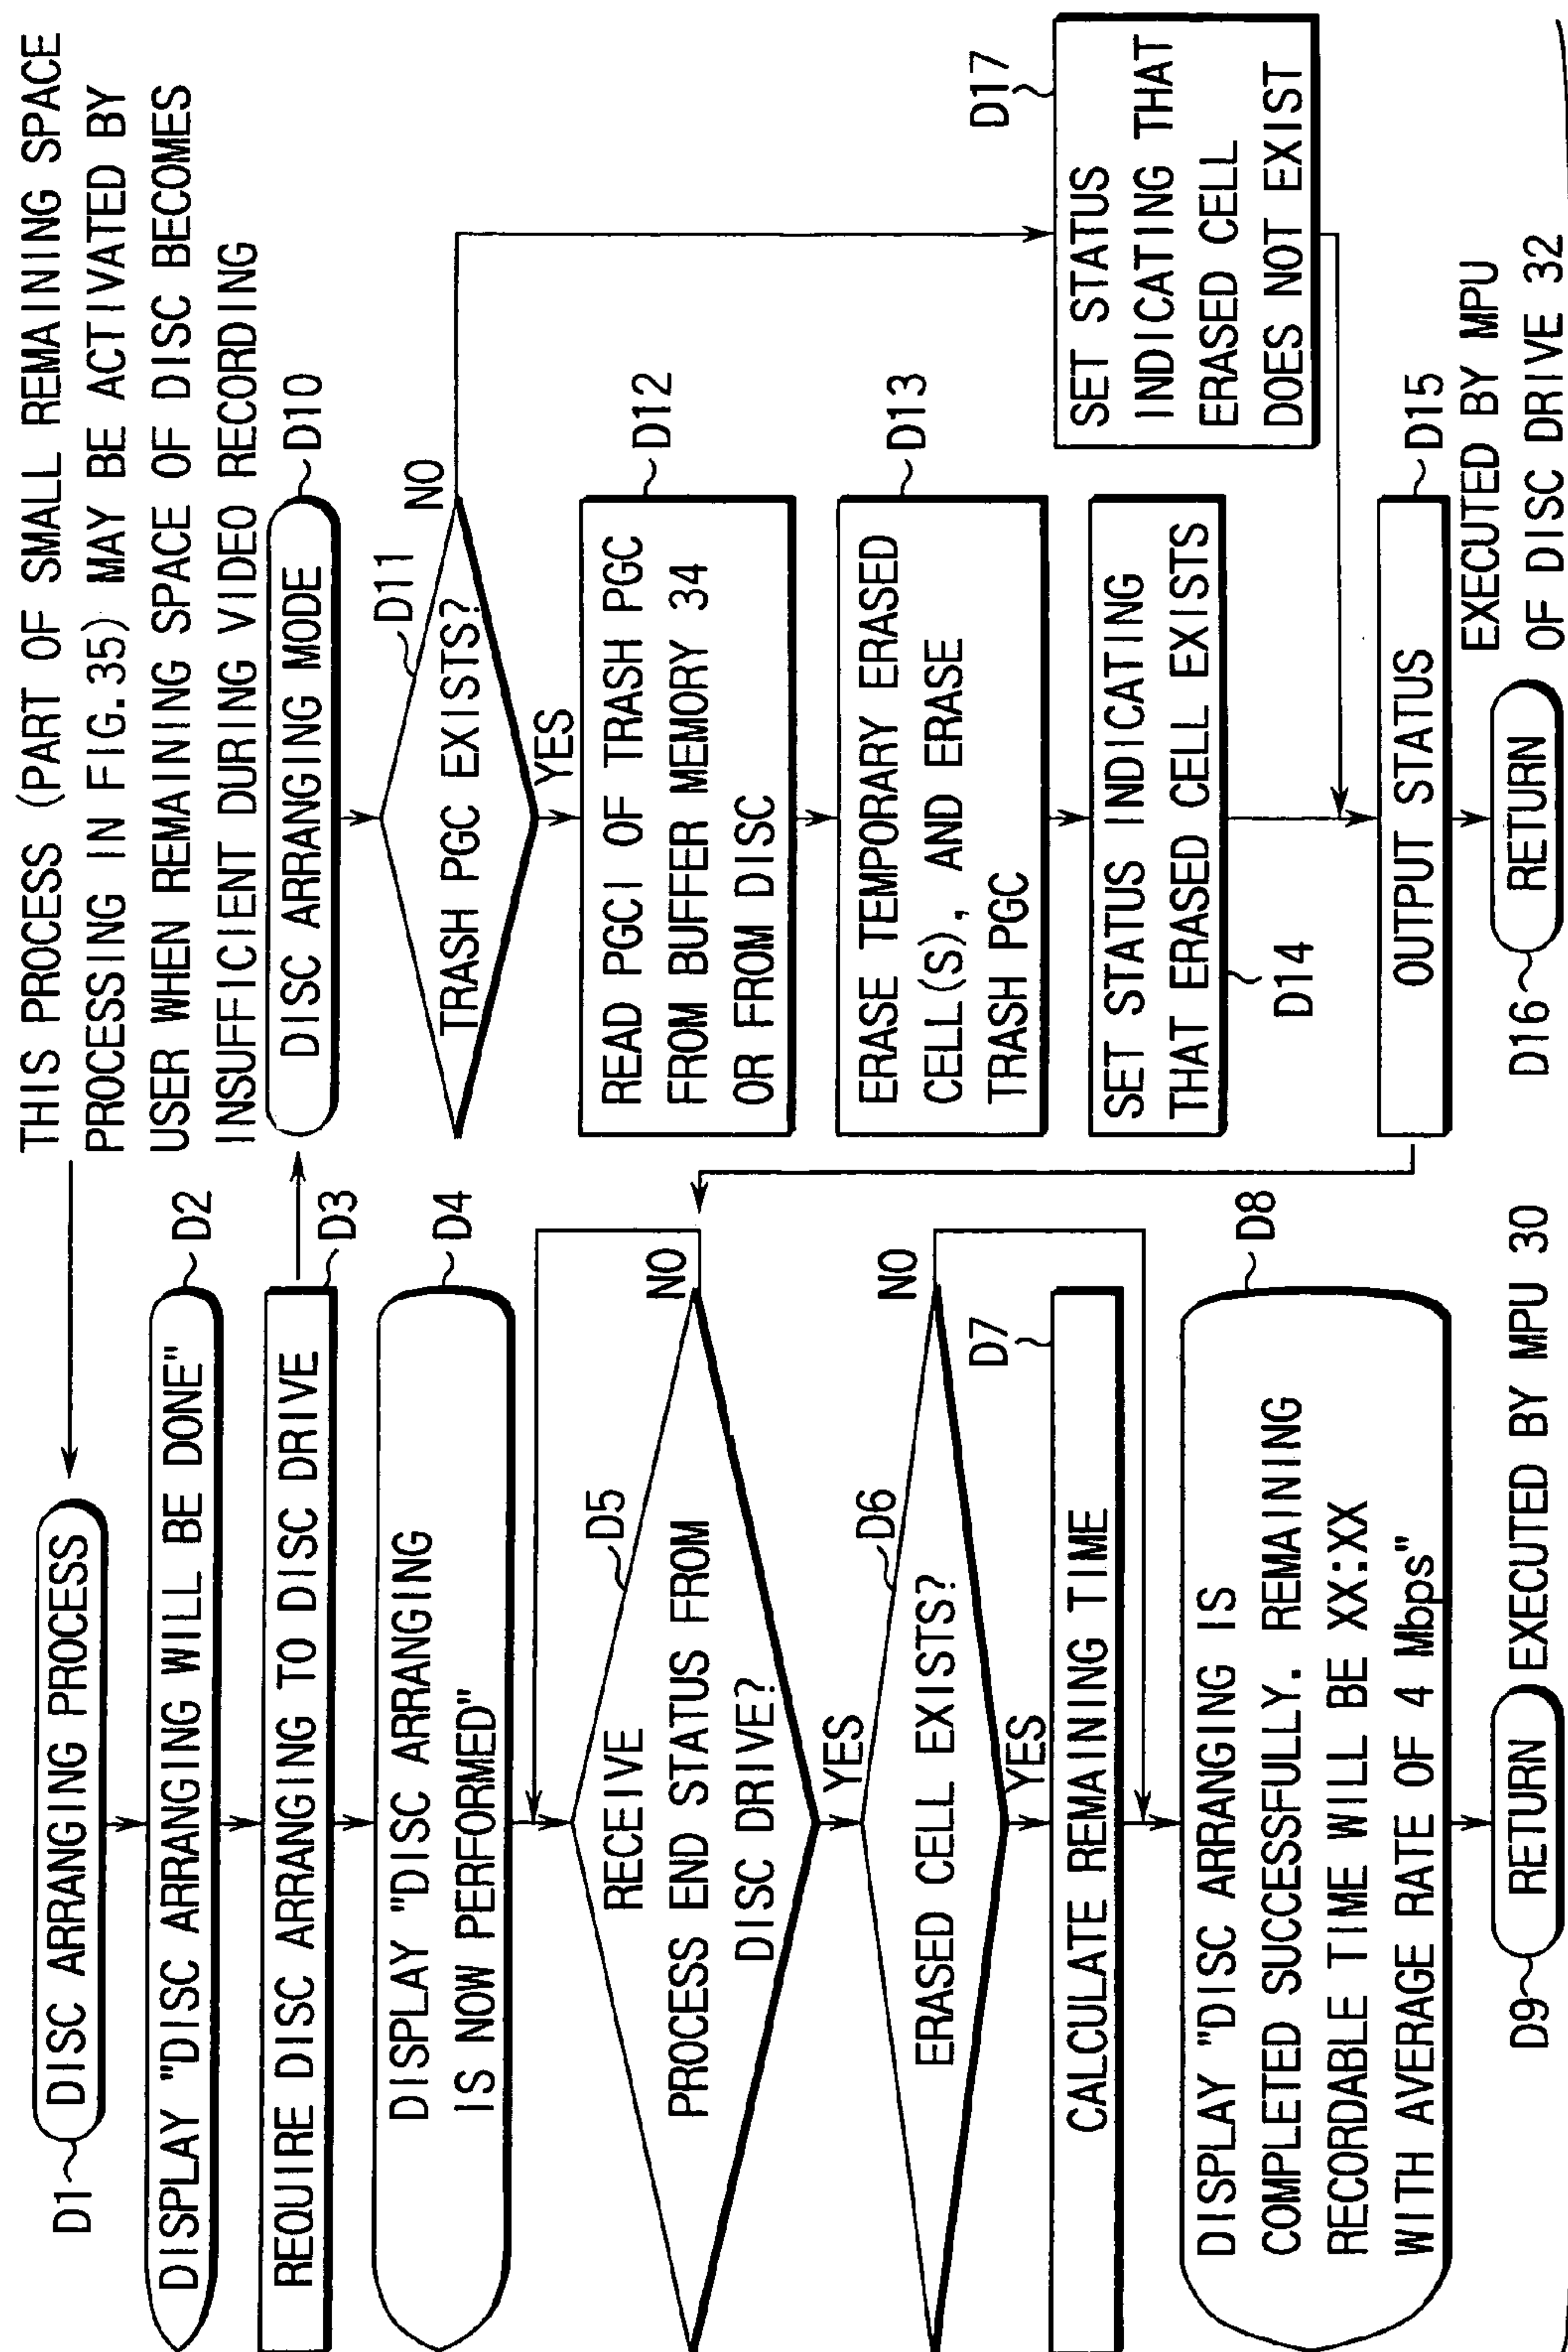 THIS PROCESS (PART OF SMALL REMAINING SPACE
PROCESSING IN FIG.35) MAY BE ACTIVATED BY
USER WHEN REMAINING SPACE OF DISC BECOMES
INSUFFICIENT DURING VIDEO RECORDING
D1
DISC ARRANGING PROCESS
D2
DISPLAY "DISC ARRANGING WILL BE DONE"
D3
REQUIRE DISC ARRANGING TO DISC DRIVE
D4
DISPLAY "DISC ARRANGING
IS NOW PERFORMED"
D5
RECEIVE
PROCESS END STATUS FROM
DISC DRIVE?
NO
YES
D6
ERASED CELL EXISTS?
NO
YES
D7
CALCULATE REMAINING TIME
D8
DISPLAY "DISC ARRANGING IS
COMPLETED SUCCESSFULLY. REMAINING
RECORDABLE TIME WILL BE XX:XX
WITH AVERAGE RATE OF 4 Mbps"
D9
RETURN
EXECUTED BY MPU 30
D10
DISC ARRANGING MODE
D11
TRASH PGC EXISTS?
NO
YES
D12
READ PGCI OF TRASH PGC
FROM BUFFER MEMORY 34
OR FROM DISC
D13
ERASE TEMPORARY ERASED
CELL(S), AND ERASE
TRASH PGC
SET STATUS INDICATING
THAT ERASED CELL EXISTS
D14
D17
SET STATUS
INDICATING THAT
ERASED CELL
DOES NOT EXIST
D15
OUTPUT STATUS
D16
RETURN
EXECUTED BY MPU
OF DISC DRIVE 32